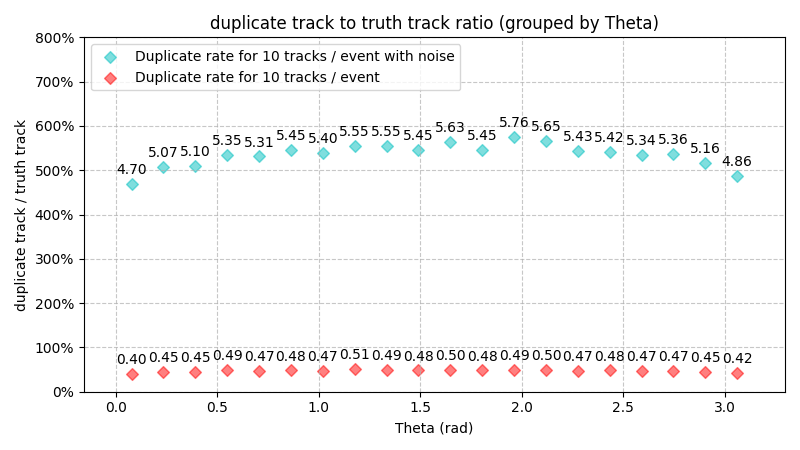 duplicate track to truth track ratio (grouped by Theta)
800%
700%
600%
500%
400%
300%
200%
100%
0%
duplicate track / truth track
Duplicate rate for 10 tracks / event with noise
Duplicate rate for 10 tracks / event
4.70 5.07 5.10 5.35 5.31 5.45 5.40 5.55 5.55 5.45 5.63 5.45 5.76 5.65 5.43 5.42 5.34 5.36 5.16 4.86
0.40 0.45 0.45 0.49 0.47 0.48 0.47 0.51 0.49 0.48 0.50 0.48 0.49 0.50 0.47 0.48 0.47 0.47 0.45 0.42
0.0 0.5 1.0 1.5 2.0 2.5 3.0
Theta (rad)